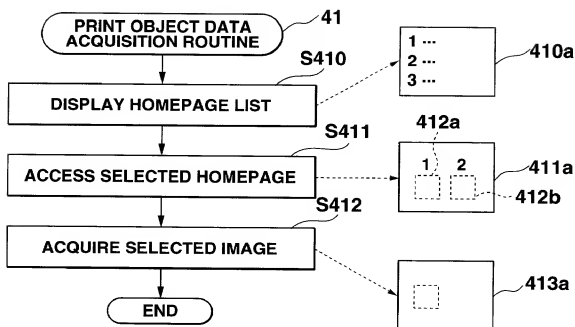 PRINT OBJECT DATA
ACQUISITION ROUTINE
41
S410
DISPLAY HOMEPAGE LIST
1 ...
2 ...
3 ...
410a
S411
ACCESS SELECTED HOMEPAGE
412a
1 2
411a
412b
S412
ACQUIRE SELECTED IMAGE
413a
END